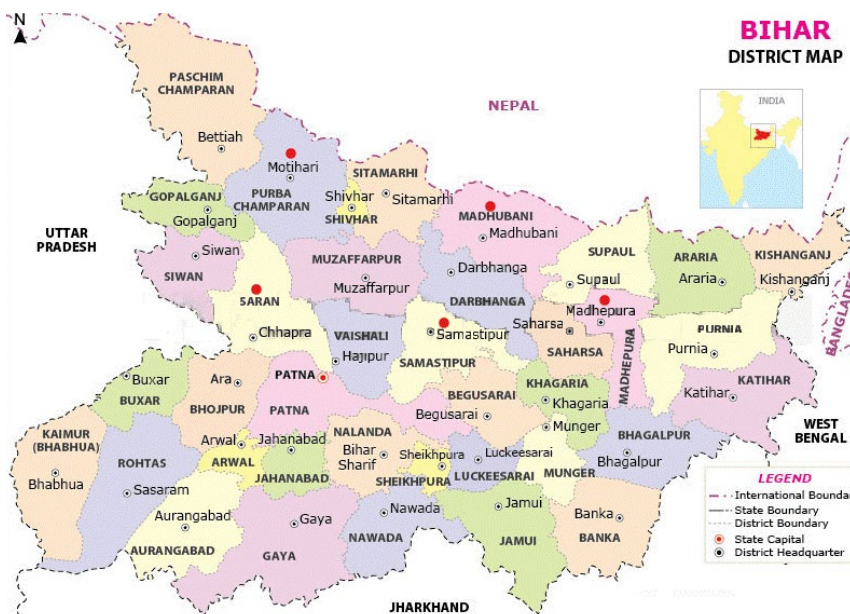 N
BIHAR
DISTRICT MAP
INDIA
NEPAL
UTTAR
PRADESH
BANGLADESH
WEST
BENGAL
JHARKHAND
PASCHIM
CHAMPARAN
Bettiah
Motihari
PURBA
CHAMPARAN
SITAMARHI
Sitamarhi
Shivhar
SHIVHAR
GOPALGANJ
Gopalganj
Siwan
SIWAN
MADHUBANI
Madhubani
SUPAUL
Supaul
ARARIA
Araria
KISHANGANJ
Kishanganj
MUZAFFARPUR
Muzaffarpur
Darbhanga
DARBHANGA
SARAN
Chhapra
VAISHALI
Hajipur
Samastipur
SAMASTIPUR
Saharsa
SAHARSA
Madhepura
MADHEPURA
PURNIA
Purnia
KATIHAR
Katihar
Buxar
BUXAR
Ara
BHOJPUR
PATNA
PATNA
BEGUSARAI
Begusarai
KHAGARIA
Khagaria
Munger
MUNGER
BHAGALPUR
Bhagalpur
KAIMUR
(BHABHUA)
Bhabhua
ROHTAS
Sasaram
Arwal
ARWAL
Jahanabad
JAHANABAD
NALANDA
Bihar
Sharif
Sheikhpura
SHEIKHPURA
Luckeesarai
LUCKEESARAI
Aurangabad
AURANGABAD
Gaya
GAYA
Nawada
NAWADA
Jamui
JAMUI
Banka
BANKA
LEGEND
International Boundar
State Boundary
District Boundary
State Capital
District Headquarter